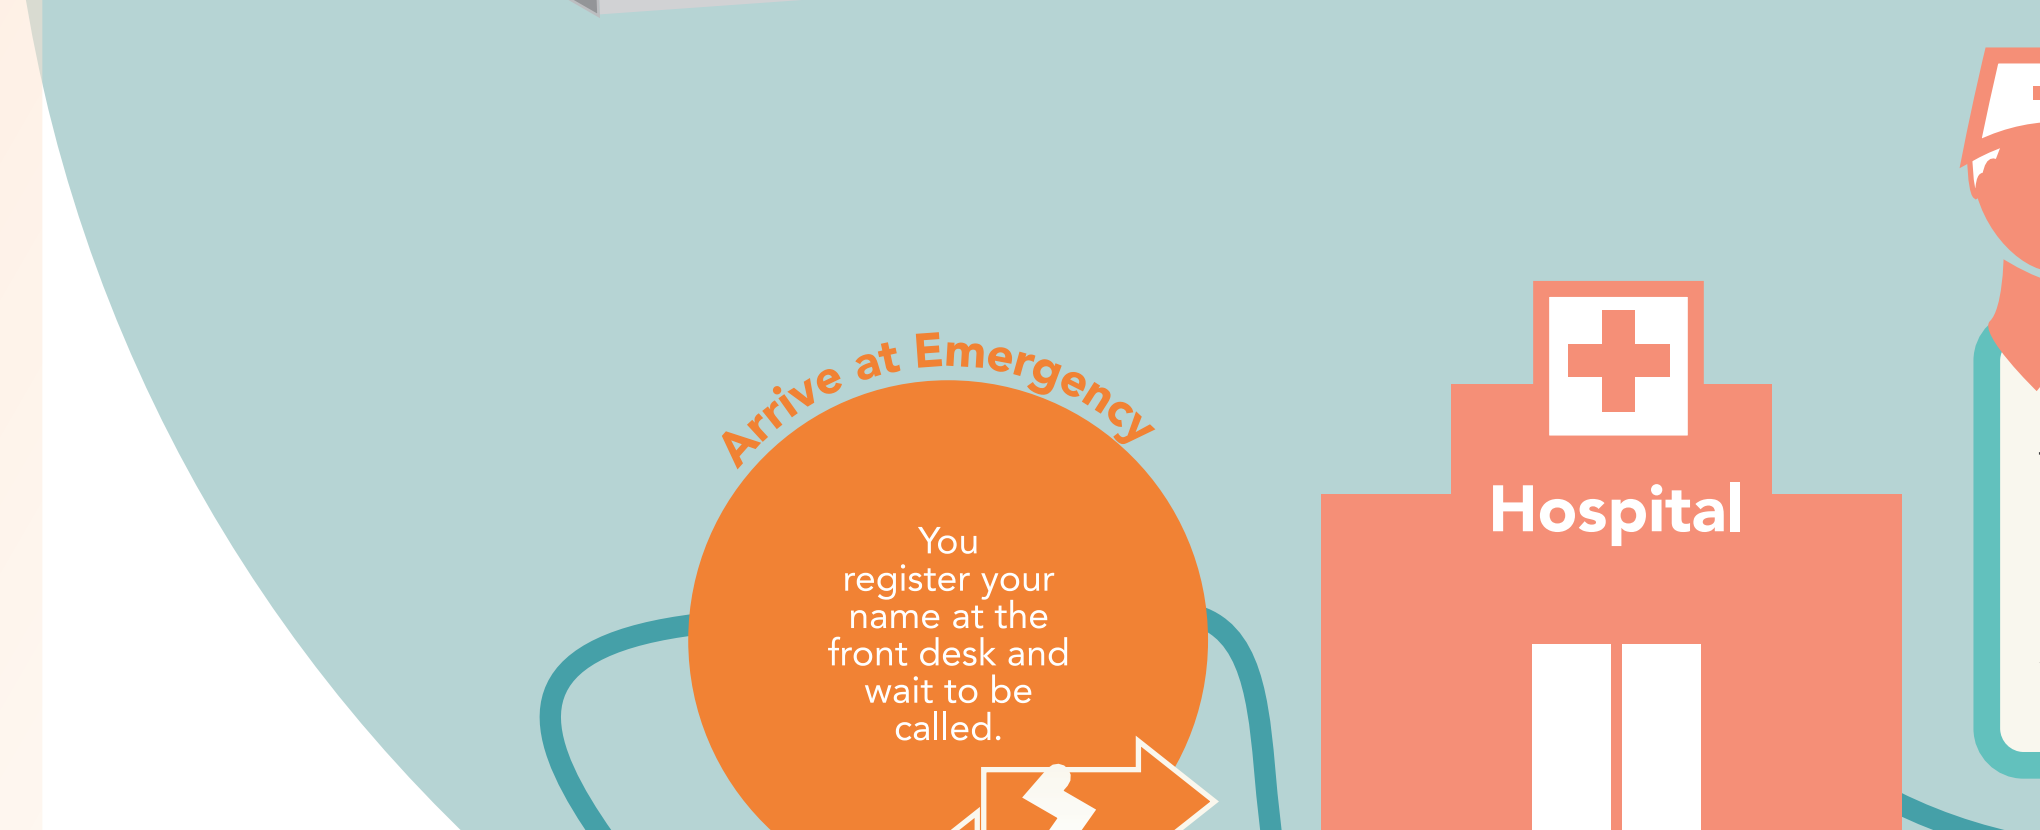 Arrive at Emergency
You
register your
name at the
front desk and
wait to be
called.
Hospital